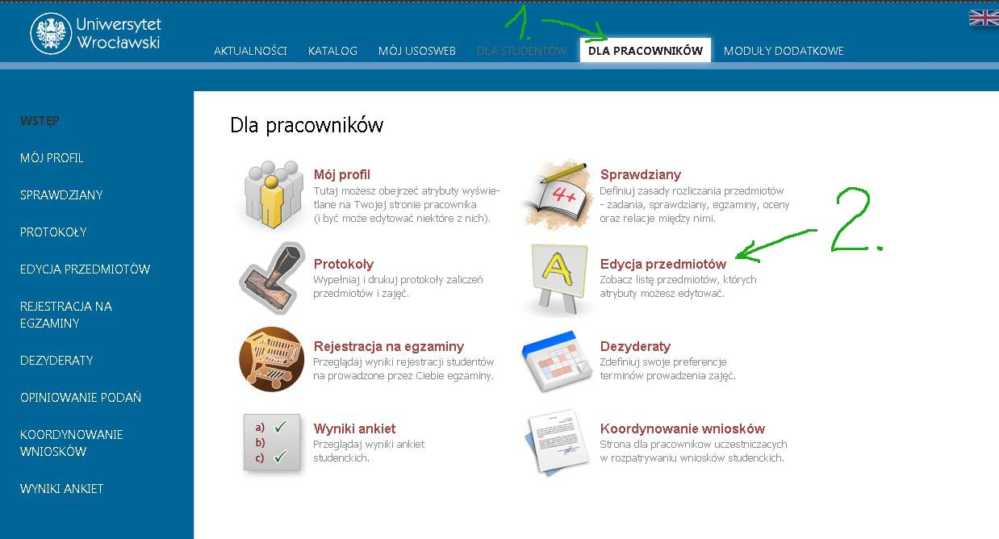 Uniwersytet
Wrocławski
1.
AKTUALNOŚCI KATALOG MÓJ USOSWEB DLA STUDENTÓW DLA PRACOWNIKÓW MODUŁY DODATKOWE
WSTĘP
MÓJ PROFIL
SPRAWDZIANY
PROTOKOŁY
EDYCJA PRZEDMIOTÓW
REJESTRACJA NA
EGZAMINY
DEZYDERATY
OPINIOWANIE PODAŃ
KOORDYNOWANIE
WNIOSKÓW
WYNIKI ANKIET
Dla pracowników
Mój profil
Tutaj możesz obejrzeć atrybuty wyświe-
tlane na Twojej stronie pracownika
(i być może edytować niektóre z nich).
Sprawdziany
4+
Definiuj zasady rozliczania przedmiotów
- zadania, sprawdziany, egzaminy, oceny
oraz relacje między nimi.
Protokoły
Wypełniaj i drukuj protokoły zaliczeń
przedmiotów i zajęć.
A
Edycja przedmiotów
2.
Zobacz listę przedmiotów, których
atrybuty możesz edytować.
Rejestracja na egzaminy
Przeglądaj wyniki rejestracji studentów
na prowadzone przez Ciebie egzaminy.
Dezyderaty
Zdefiniuj swoje preferencje
terminów prowadzenia zajęć.
a)
b)
c)
Wyniki ankiet
Przeglądaj wyniki ankiet
studenckich.
Koordynowanie wniosków
Strona dla pracownikow uczestniczacych
w rozpatrywaniu wniosków studenckich.